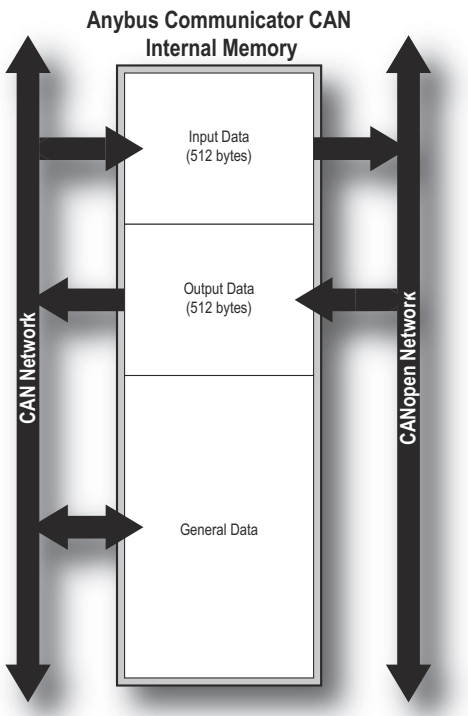 Anybus Communicator CAN
Internal Memory
Input Data
(512 bytes)
Output Data
(512 bytes)
General Data
CAN Network
CANopen Network